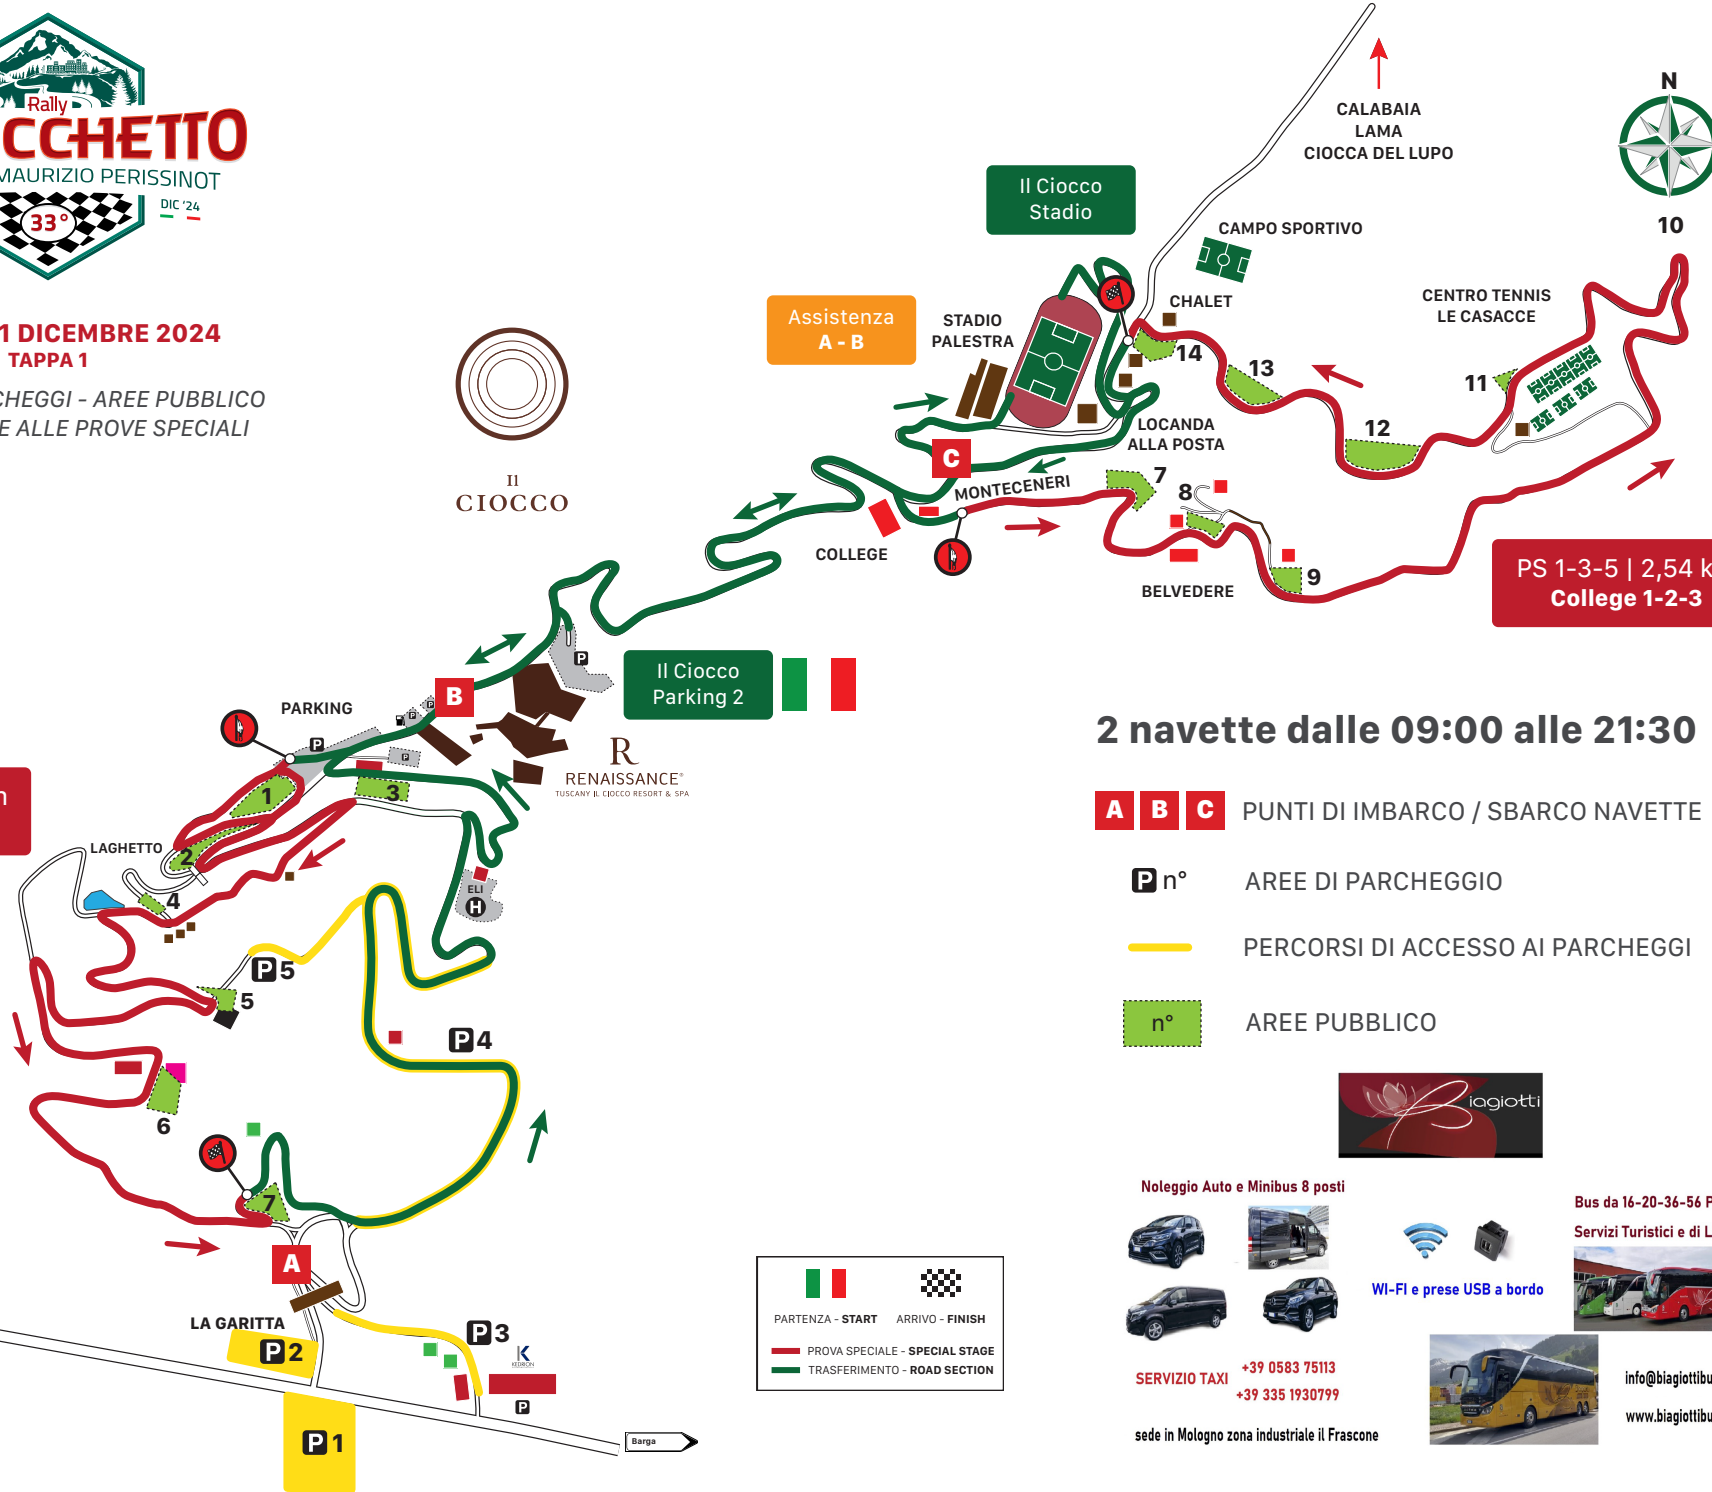 Rally
CCHETTO
MAURIZIO PERISSINOT
DIC '24
33°
1 DICEMBRE 2024
TAPPA 1
CHEGGI - AREE PUBBLICO
E ALLE PROVE SPECIALI
Il
CIOCCO
Assistenza
A - B
Il Ciocco
Stadio
CALABAIA
LAMA
CIOCCA DEL LUPO
N
10
CAMPO SPORTIVO
CHALET
STADIO
PALESTRA
CENTRO TENNIS
LE CASACCE
14
13
11
12
LOCANDA
ALLA POSTA
C
MONTECENERI
7
8
COLLEGE
BELVEDERE
9
PS 1-3-5 | 2,54 k
College 1-2-3
Il Ciocco
Parking 2
P
B
P
P
PARKING
P
P
R
RENAISSANCE®
TUSCANY IL CIOCCO RESORT & SPA
1
3
n
LAGHETTO
2
4
ELI
H
P5
5
P4
6
7
A
LA GARITTA
P2
P3
KEDRION
P
P1
Barga
2 navette dalle 09:00 alle 21:30
A B C PUNTI DI IMBARCO / SBARCO NAVETTE
P n° AREE DI PARCHEGGIO
PERCORSI DI ACCESSO AI PARCHEGGI
n° AREE PUBBLICO
PARTENZA - START ARRIVO - FINISH
PROVA SPECIALE - SPECIAL STAGE
TRASFERIMENTO - ROAD SECTION
Biagiotti
Noleggio Auto e Minibus 8 posti
Bus da 16-20-36-56 P
Servizi Turistici e di L
WI-FI e prese USB a bordo
SERVIZIO TAXI
+39 0583 75113
+39 335 1930799
info@biagiottibu
www.biagiottibu
sede in Mologno zona industriale il Frascone